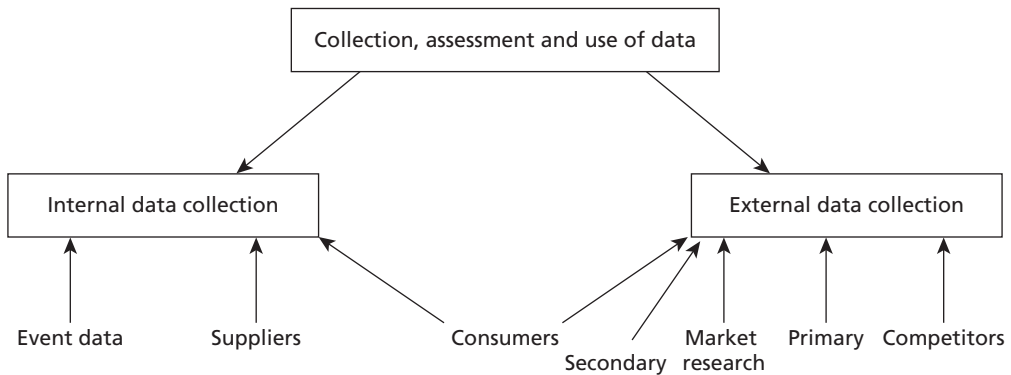 Collection, assessment and use of data
Internal data collection
External data collection
Event data
Suppliers
Consumers
Secondary
Market
research
Primary
Competitors